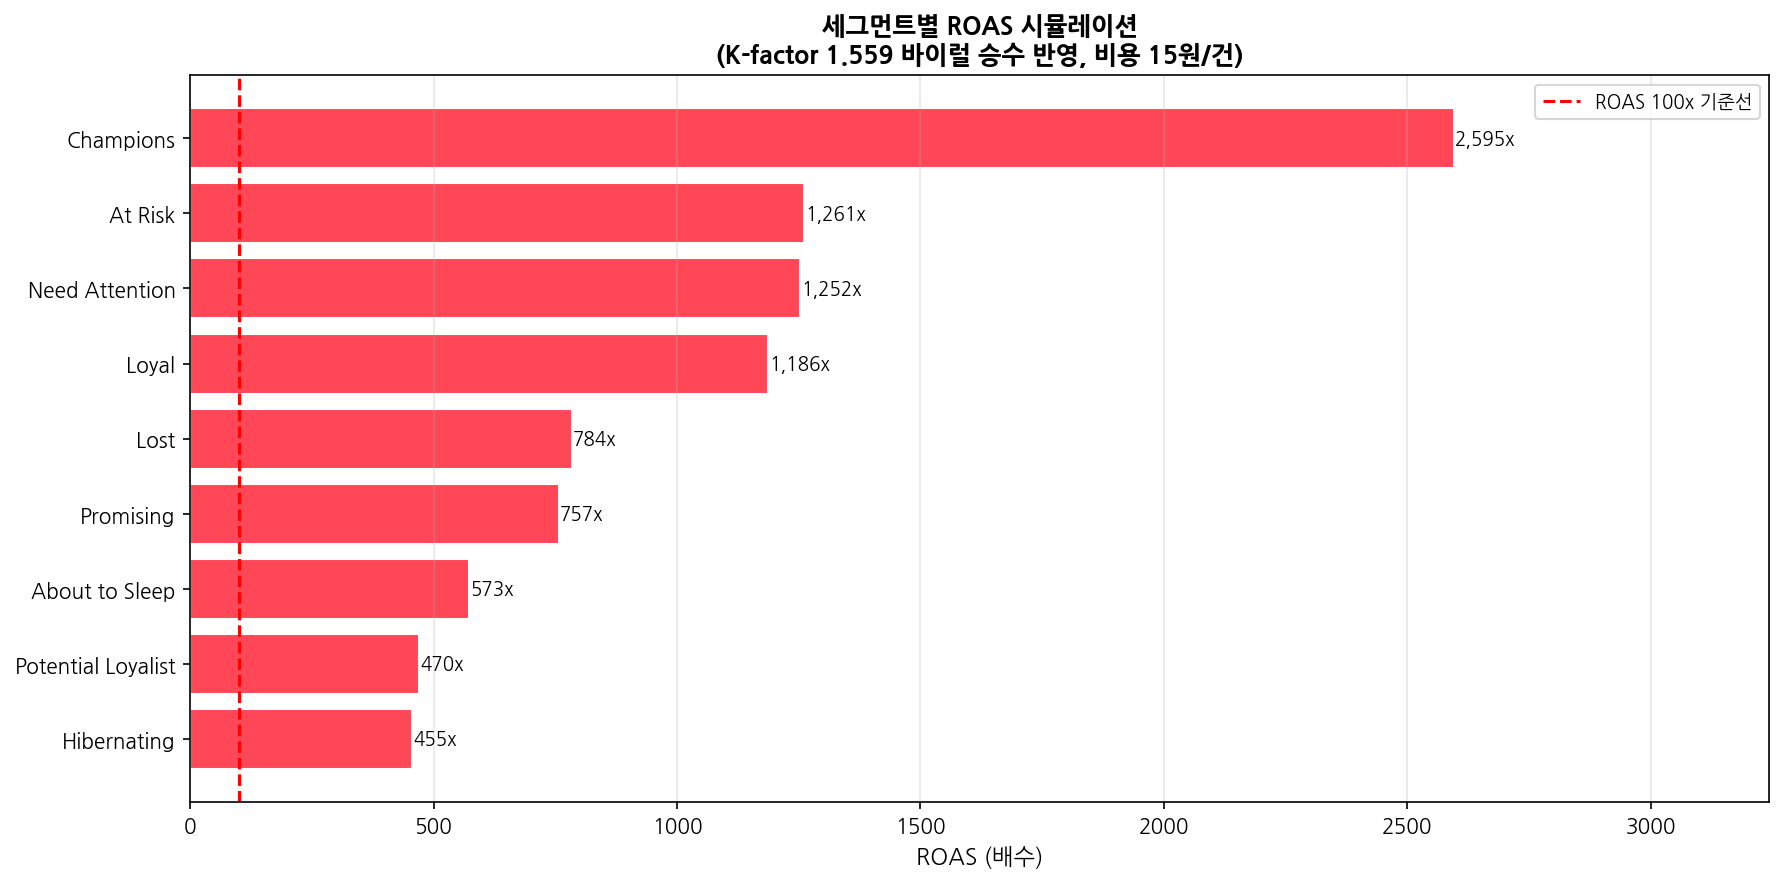 세그먼트별 ROAS 시뮬레이션
(K-factor 1.559 바이럴 승수 반영, 비용 15원/건)
ROAS 100x 기준선
Champions
2,595x
At Risk
1,261x
Need Attention
1,252x
Loyal
1,186x
Lost
784x
Promising
757x
About to Sleep
573x
Potential Loyalist
470x
Hibernating
455x
0
500
1000
1500
2000
2500
3000
ROAS (배수)